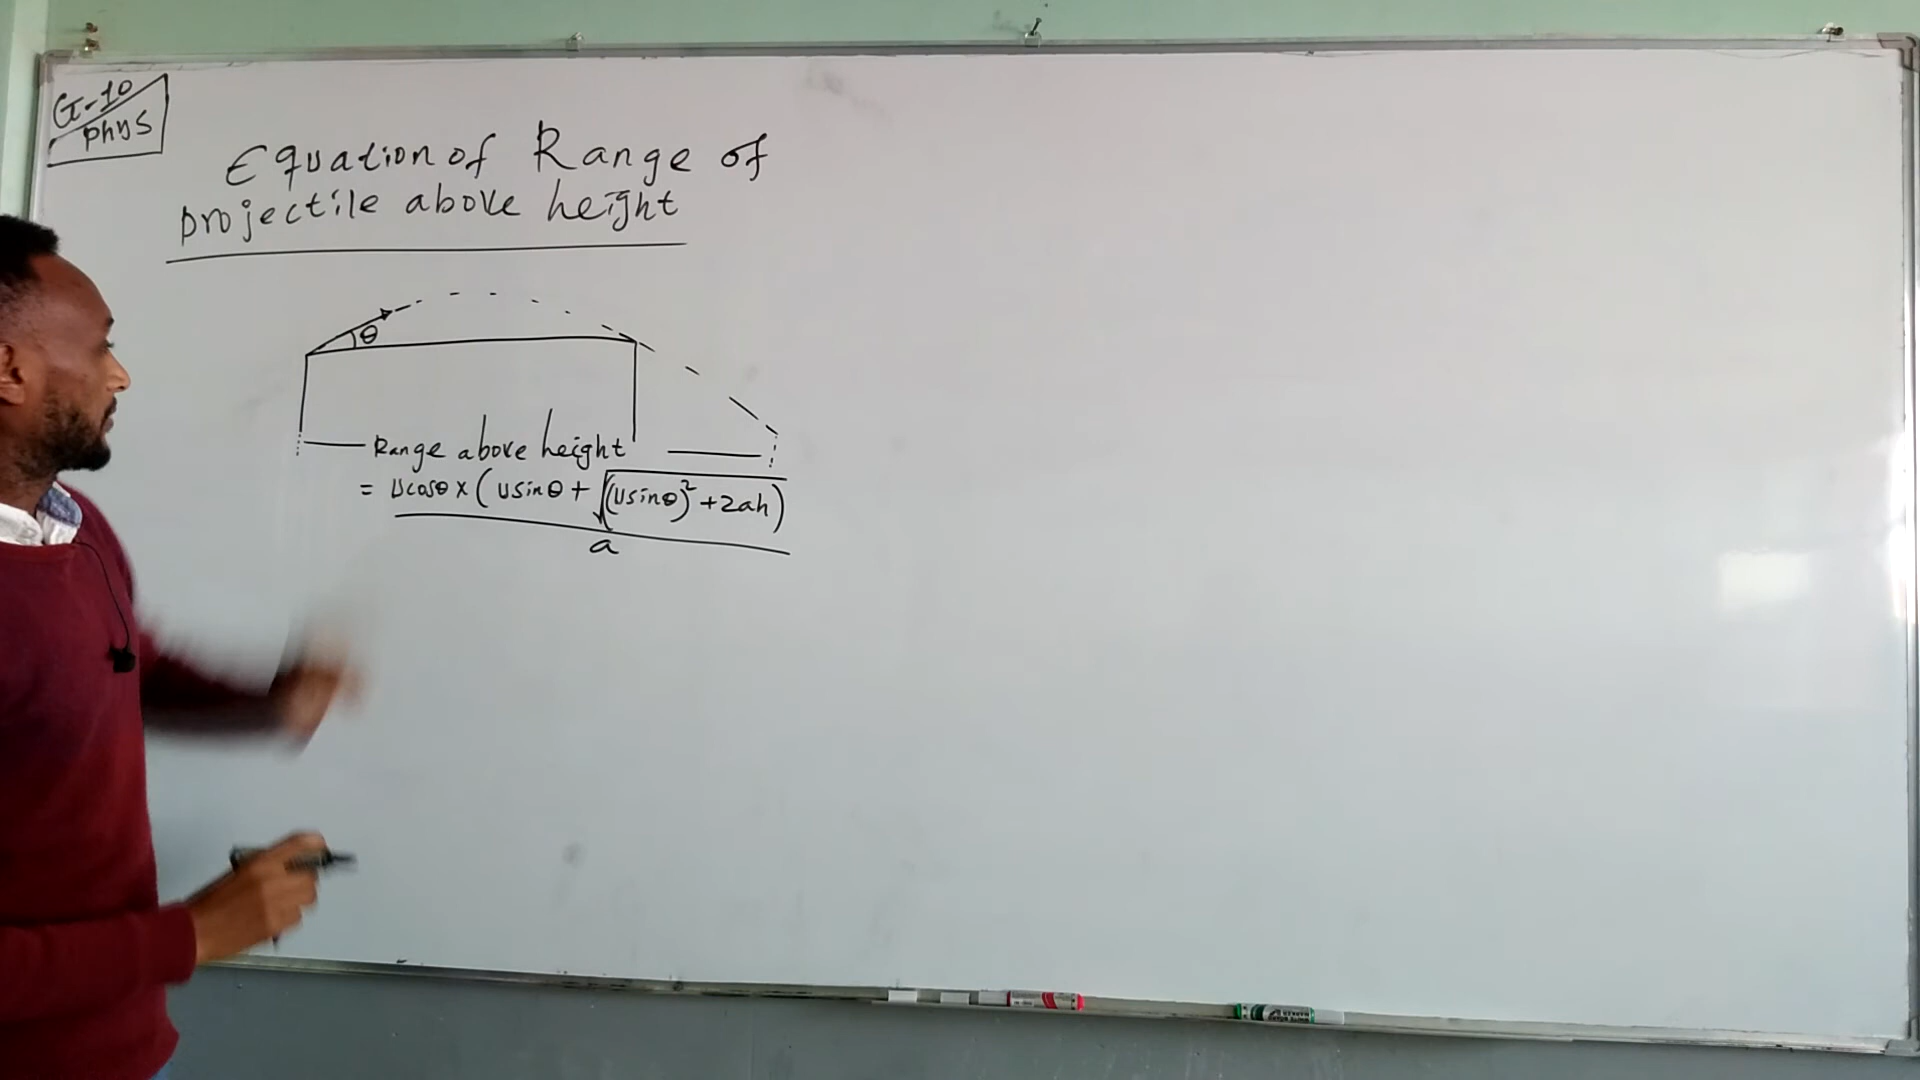 G-10
phys
Equation of Range of
projectile above height
θ
Range above height
= Ucosθ x (Usinθ + √(Usinθ)² + 2ah)
a